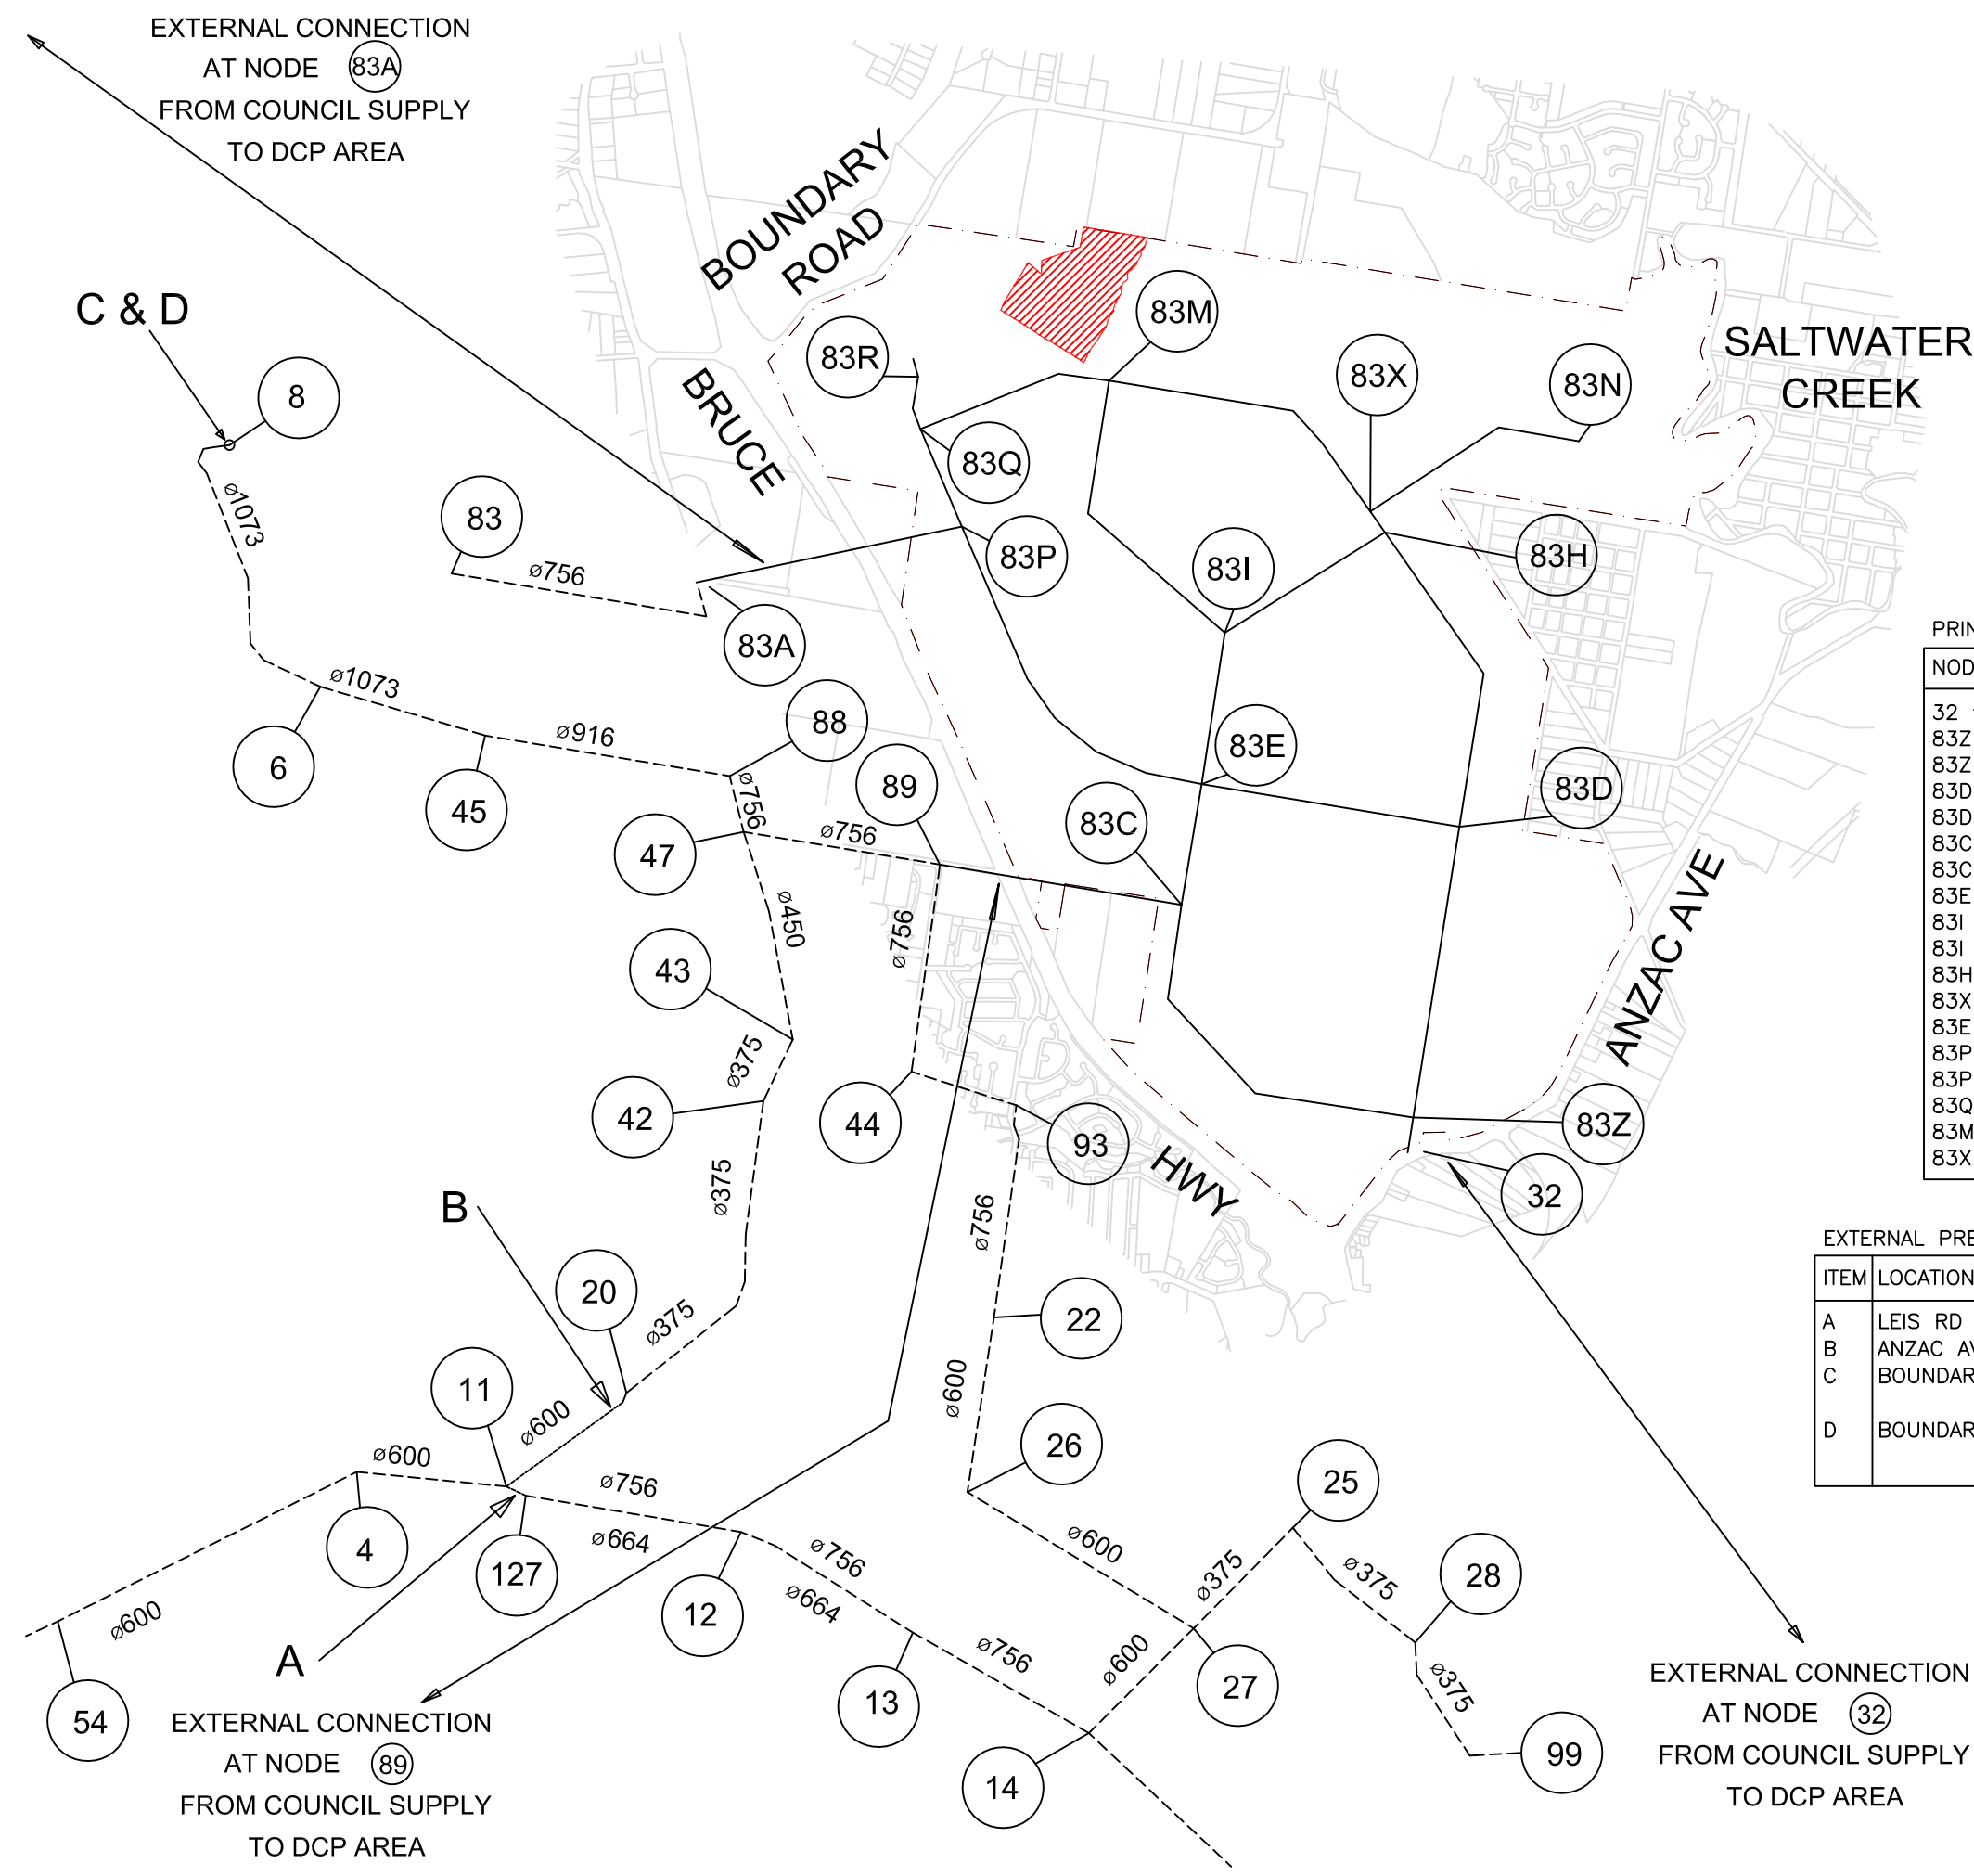 EXTERNAL CONNECTION
AT NODE 83A
FROM COUNCIL SUPPLY
TO DCP AREA
BOUNDARY
ROAD
C & D
8
83R
83M
83X
83N
SALTWATER
CREEK
BRUCE
83Q
ø1073
83
ø756
83P
83I
83H
83A
ø1073
6
45
ø916
88
ø756
47
ø756
89
83E
83C
83D
ø450
ø756
43
ANZAC AVE
ø375
42
44
93
83Z
HWY
32
ø375
B
ø756
20
ø375
22
11
ø600
ø600
ø600
26
ø756
ø664
4
127
12
ø756
ø664
ø600
ø375
25
ø375
28
ø600
54
A
13
ø756
ø600
27
ø375
99
14
EXTERNAL CONNECTION
AT NODE 89
FROM COUNCIL SUPPLY
TO DCP AREA
EXTERNAL CONNECTION
AT NODE 32
FROM COUNCIL SUPPLY
TO DCP AREA
32
83Z
83Z
83D
83D
83C
83C
83E
83I
83I
83H
83X
83E
83P
83P
83Q
83M
83X
EXTERNAL
ITEM LOCATION
A LEIS RD
B ANZAC
C
D